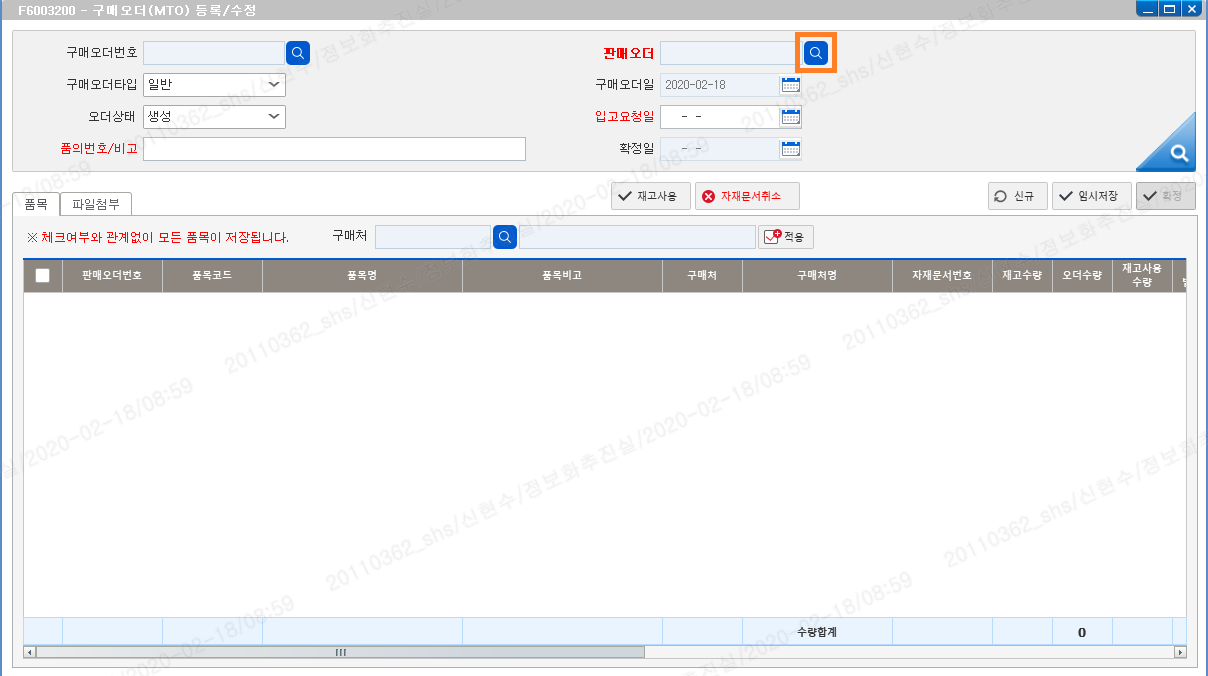 F6003200 - 구매오더(MTO) 등록/수정
구매오더번호
판매오더
구매오더타입 일반
구매오더일 2020-02-18
오더상태 생성
입고요청일 - -
품의번호/비고
확정일 - -
품목 파일첨부
재고사용 자재문서취소 신규 임시저장 확정
※ 체크여부와 관계없이 모든 품목이 저장됩니다. 구매처 적용
판매오더번호 품목코드 품목명 품목비고 구매처 구매처명 자재문서번호 재고수량 오더수량 재고사용
수량
수량합계 0
20110362_shs/신현수/정보화추진실/2020-02-18/08:59